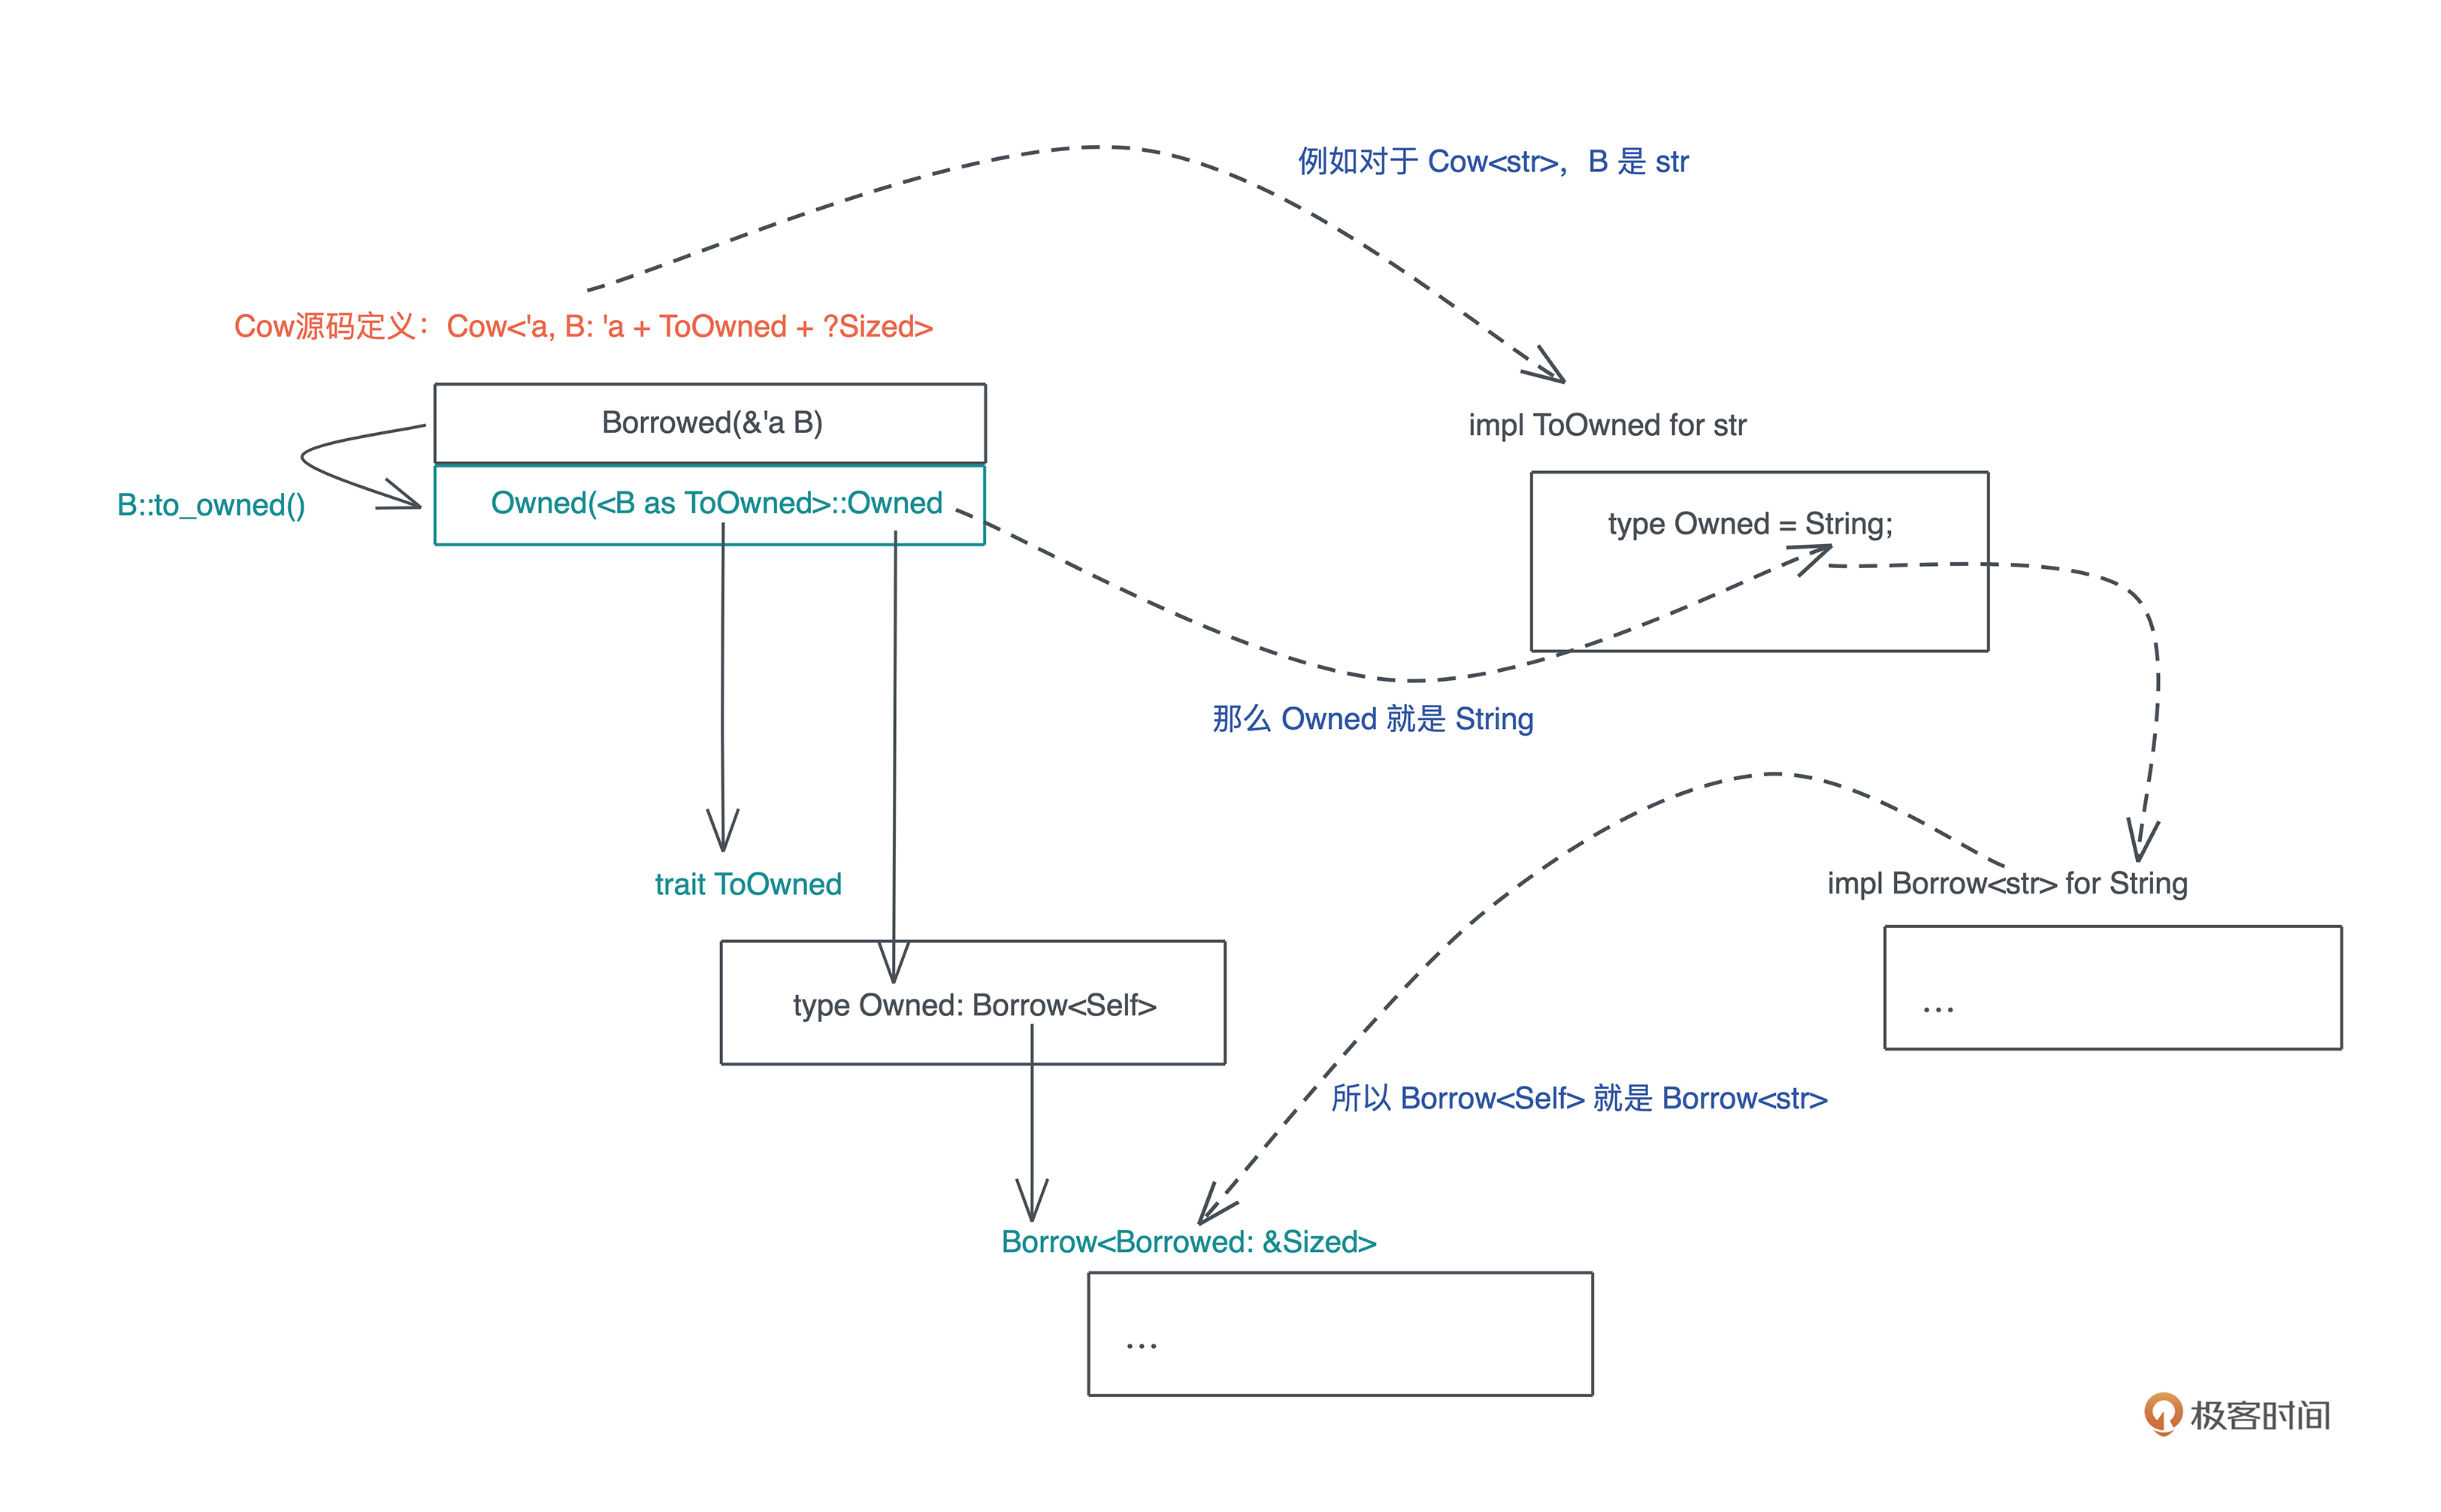 例如对于 Cow<str>，B 是 str
Cow源码定义：Cow<'a, B: 'a + ToOwned + ?Sized>
Borrowed(&'a B)
impl ToOwned for str
B::to_owned()
Owned(<B as ToOwned>::Owned
type Owned = String;
那么 Owned 就是 String
trait ToOwned
impl Borrow<str> for String
type Owned: Borrow<Self>
...
所以 Borrow<Self> 就是 Borrow<str>
Borrow<Borrowed: &Sized>
...
极客时间